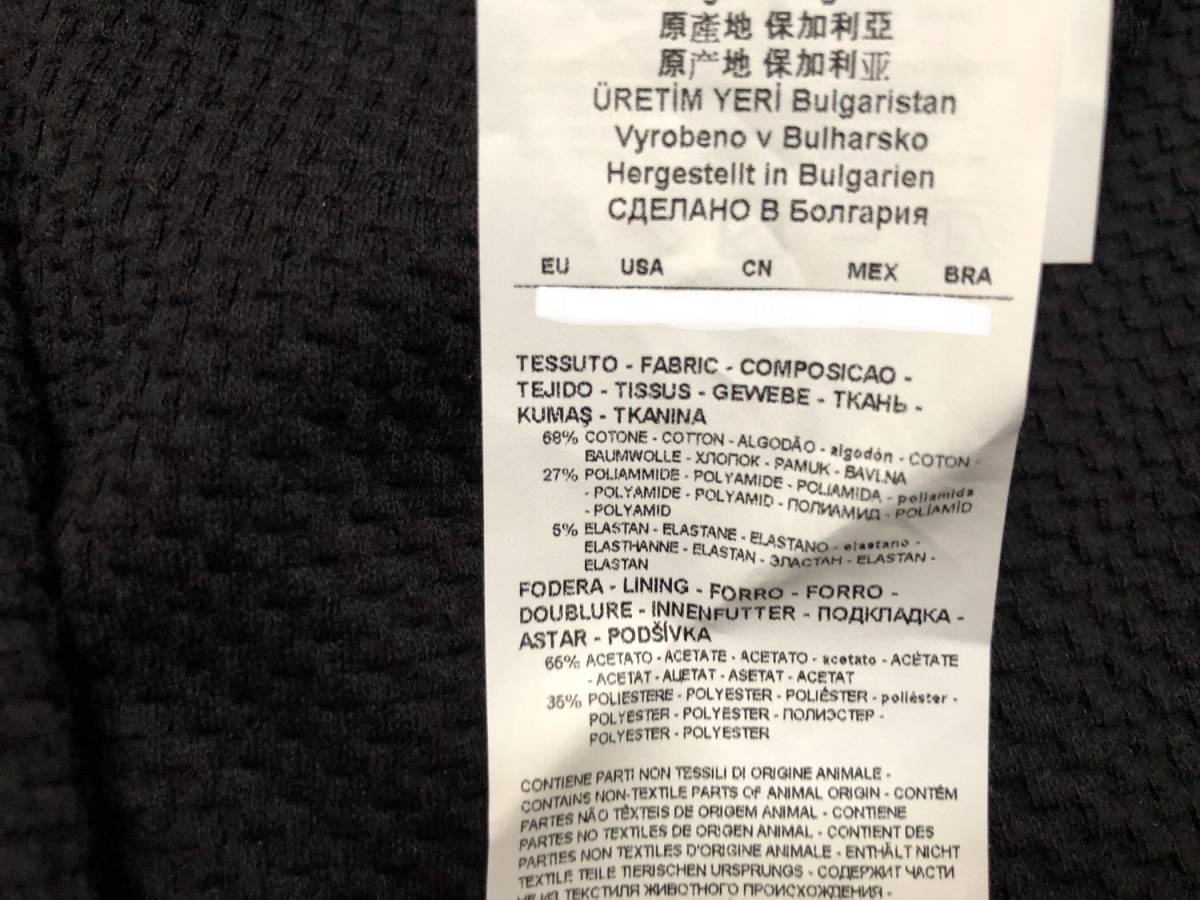 原產地 保加利亞
原产地 保加利亚
ÜRETİM YERİ Bulgaristan
Vyrobeno v Bulharsko
Hergestellt in Bulgarien
СДЕЛАНО В Болгария
EU USA CN MEX BRA
TESSUTO - FABRIC - COMPOSICAO -
TEJIDO - TISSUS - GEWEBE - ТКАНЬ -
KUMAŞ - TKANINA
68% COTONE - COTTON - ALGODÃO - algodón - COTON -
BAUMWOLLE - ХЛОПОК - PAMUK - BAVLNA
27% POLIAMMIDE - POLYAMIDE - POLIAMIDA - poliamida
- POLYAMIDE - POLYAMID - ПОЛИАМИД - POLİAMİD
- POLYAMID
5% ELASTAN - ELASTANE - ELASTANO - elastano -
ELASTHANNE - ELASTAN - ЭЛАСТАН - ELASTAN -
ELASTAN
FODERA - LINING - FORRO - FORRO -
DOUBLURE - INNENFUTTER - ПОДКЛАДКА -
ASTAR - PODŠÍVKA
65% ACETATO - ACETATE - ACETATO - acetato - ACÉTATE
- ACETAT - АЦЕТАТ - ASETAT - ACETAT
35% POLIESTERE - POLYESTER - POLIÉSTER - poliéster -
POLYESTER - POLYESTER - ПОЛИЭСТЕР -
POLYESTER - POLYESTER
CONTIENE PARTI NON TESSILI DI ORIGINE ANIMALE -
CONTAINS NON-TEXTILE PARTS OF ANIMAL ORIGIN - CONTÉM
PARTES NÃO TÊXTEIS DE ORIGEM ANIMAL - CONTIENE
PARTES NO TEXTILES DE ORIGEN ANIMAL - CONTIENT DES
PARTIES NON TEXTILES D'ORIGINE ANIMALE - ENTHÄLT NICHT
TEXTILE TEILE TIERISCHEN URSPRUNGS - СОДЕРЖИТ ЧАСТИ
НЕ ИЗ ТЕКСТИЛЯ ЖИВОТНОГО ПРОИСХОЖДЕНИЯ -